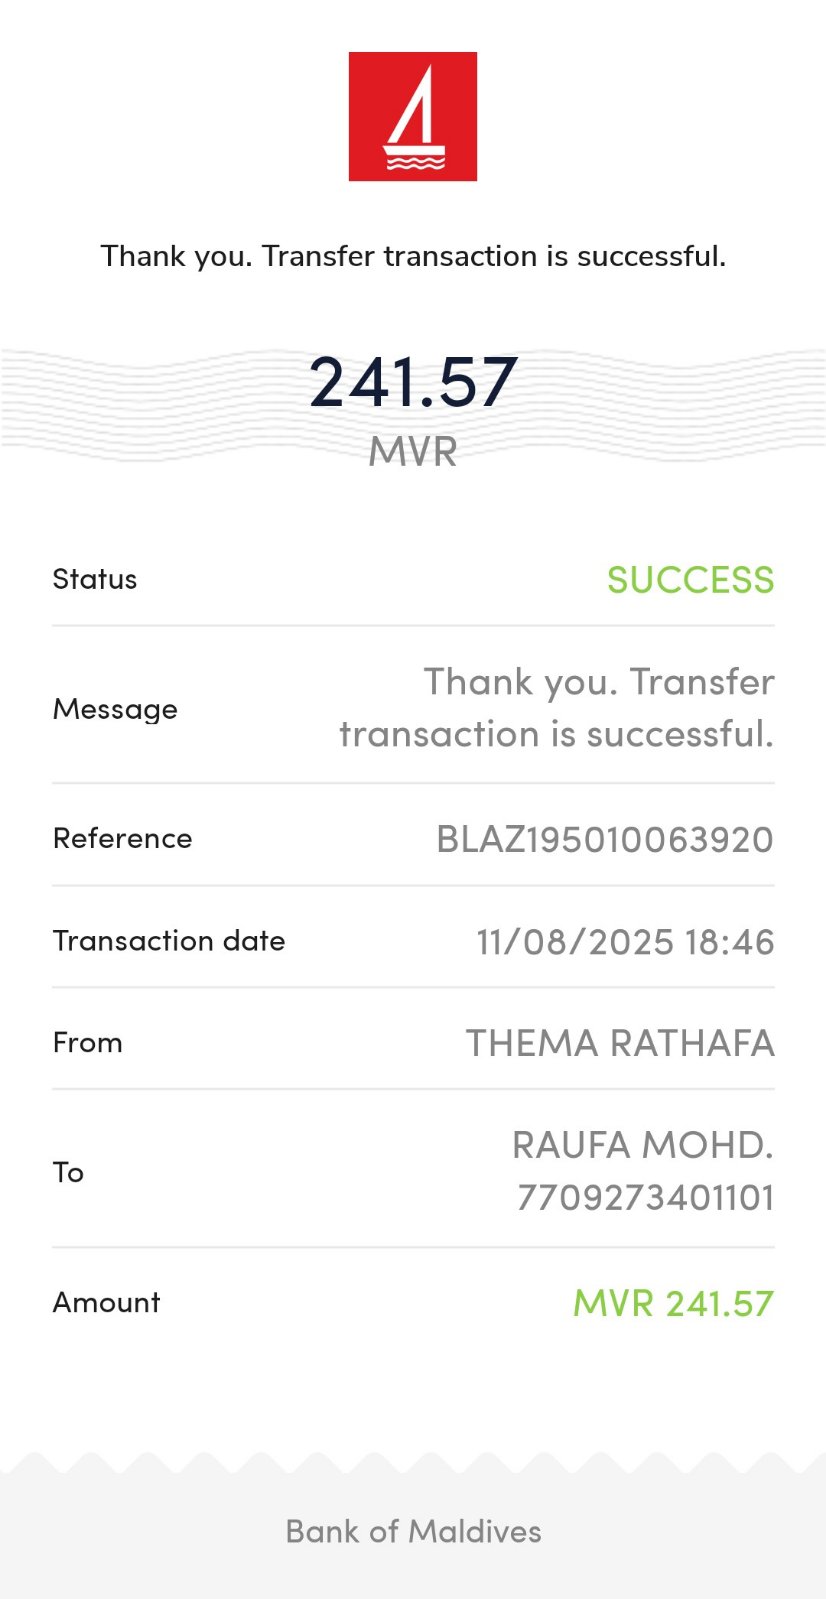 Thank you. Transfer transaction is successful.
241.57
MVR
Status
SUCCESS
Message
Thank you. Transfer
transaction is successful.
Reference
BLAZ195010063920
Transaction date
11/08/2025 18:46
From
THEMA RATHAFA
To
RAUFA MOHD.
7709273401101
Amount
MVR 241.57
Bank of Maldives